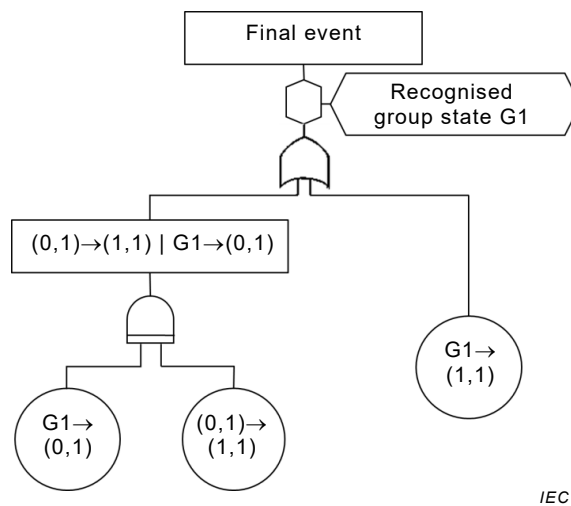 Final event
Recognised
group state G1
(0,1)→(1,1) | G1→(0,1)
G1→
(1,1)
G1→
(0,1)
(0,1)→
(1,1)
IEC